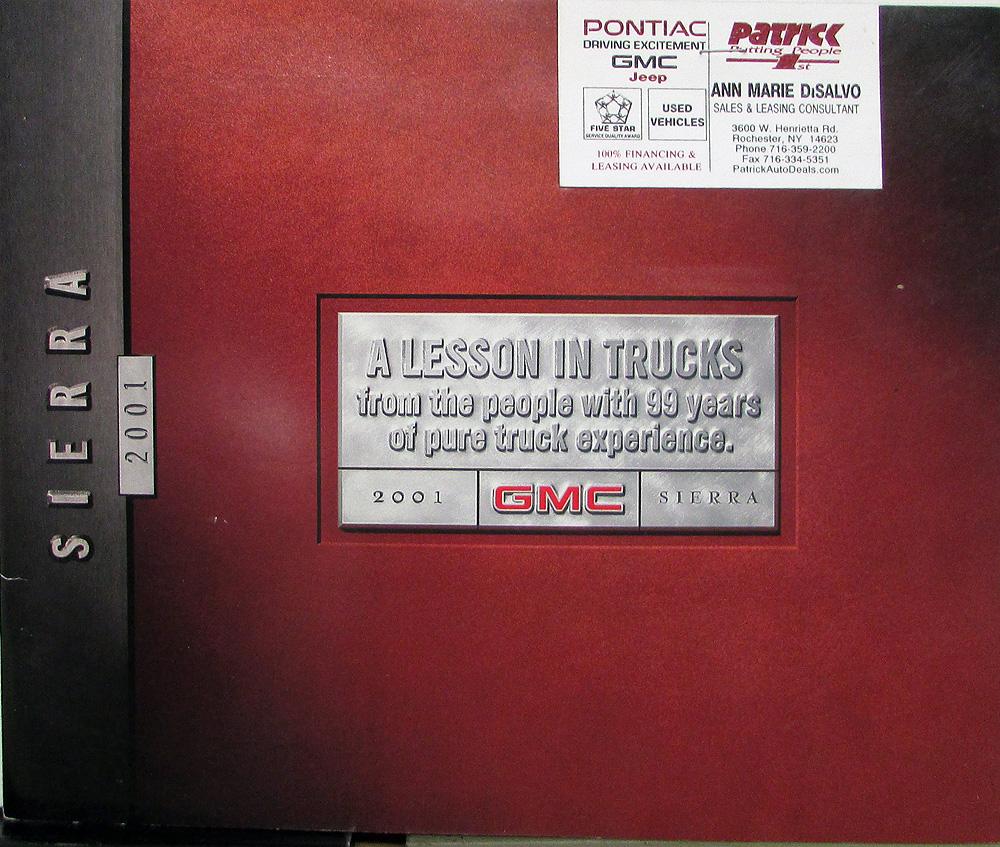 PONTIAC
DRIVING EXCITEMENT
GMC
Jeep
FIVE STAR
SERVICE QUALITY AWARD
USED
VEHICLES
100% FINANCING &
LEASING AVAILABLE
Patrick
Putting People
1st
ANN MARIE DiSALVO
SALES & LEASING CONSULTANT
3600 W. Henrietta Rd.
Rochester, NY 14623
Phone 716-359-2200
Fax 716-334-5351
PatrickAutoDeals.com
SIERRA
2001
A LESSON IN TRUCKS
from the people with 99 years
of pure truck experience.
2001 GMC SIERRA